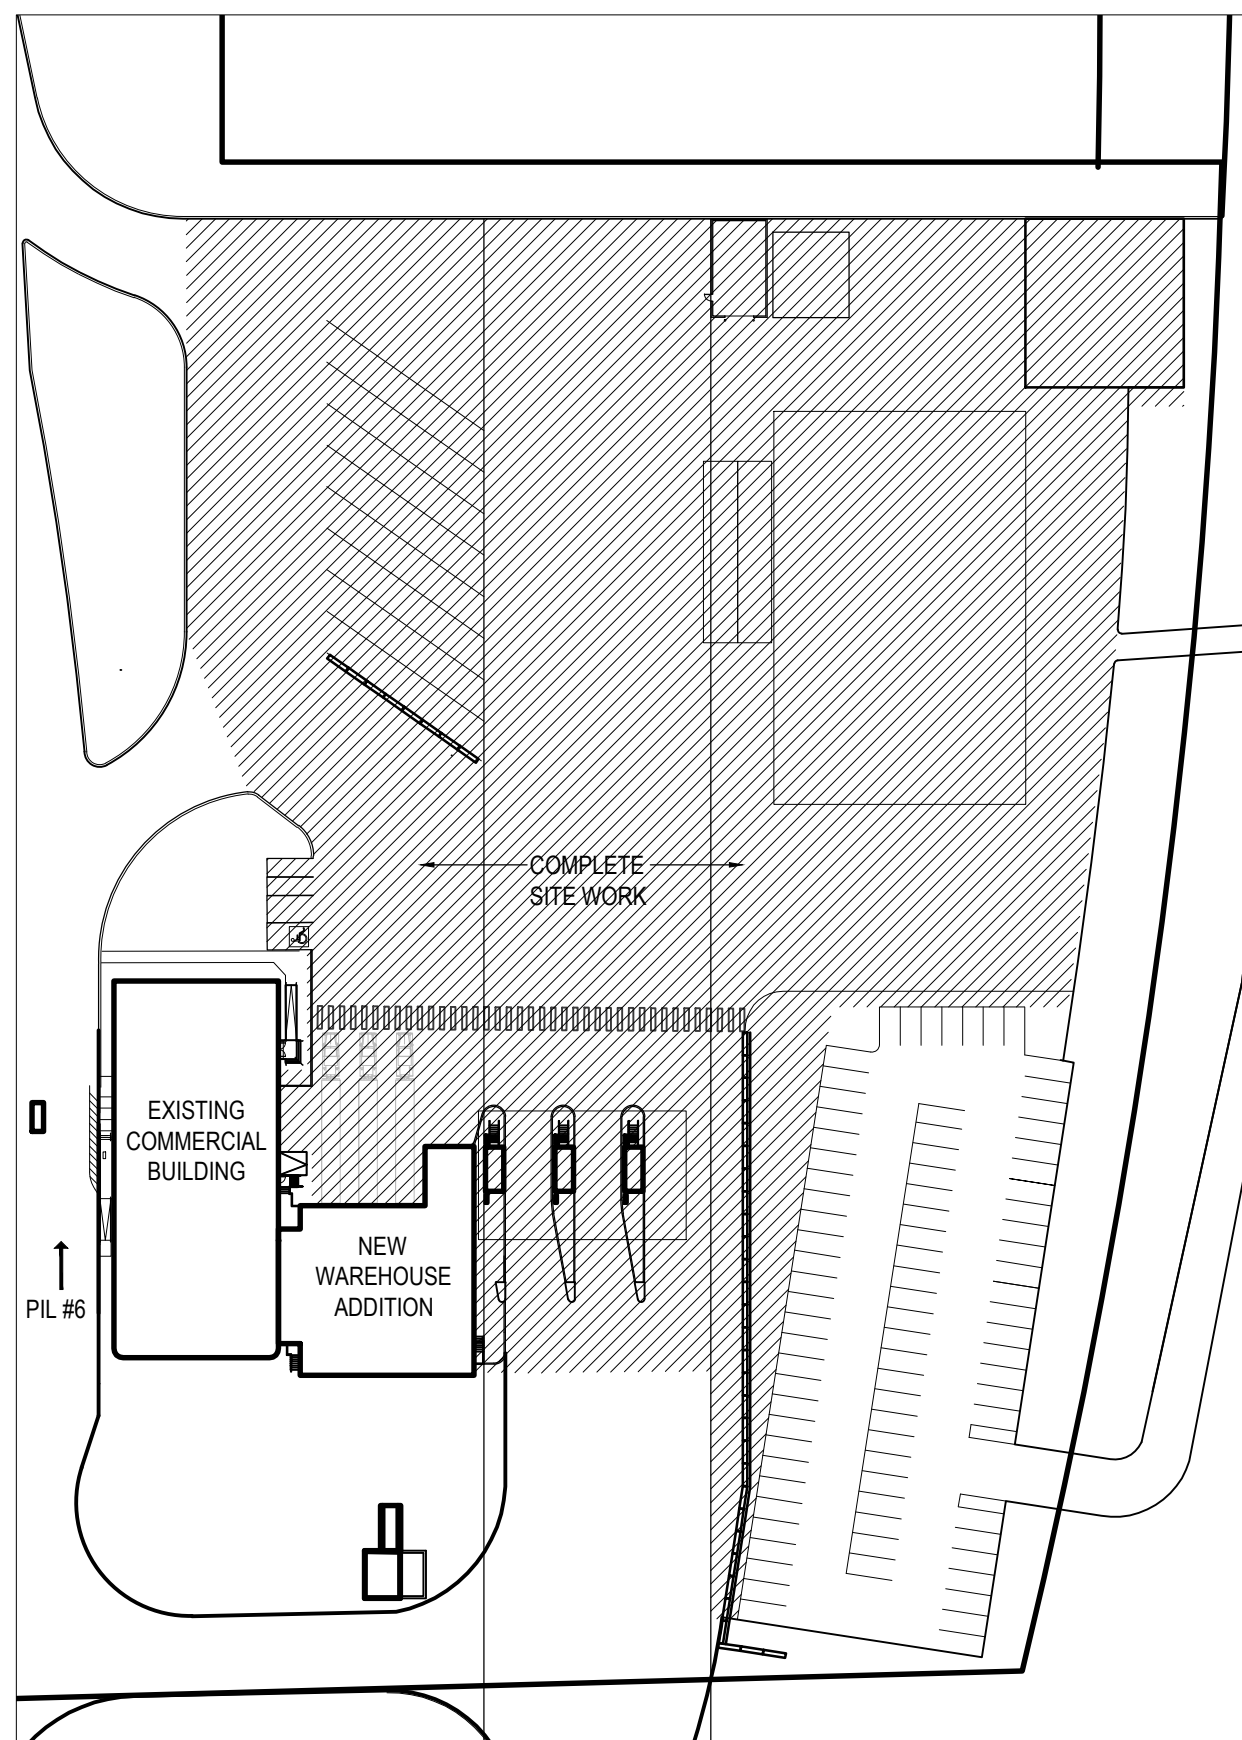 COMPLETE
SITE WORK
EXISTING
COMMERCIAL
BUILDING
NEW
WAREHOUSE
ADDITION
PIL #6